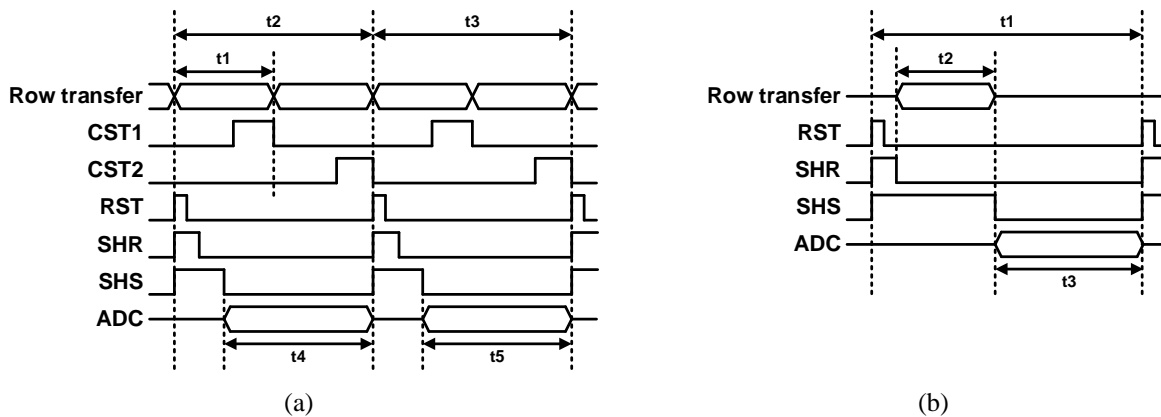 t2
t3
t1
Row transfer
CST1
CST2
RST
SHR
SHS
ADC
t4
t5
(a)
t1
t2
Row transfer
RST
SHR
SHS
ADC
t3
(b)